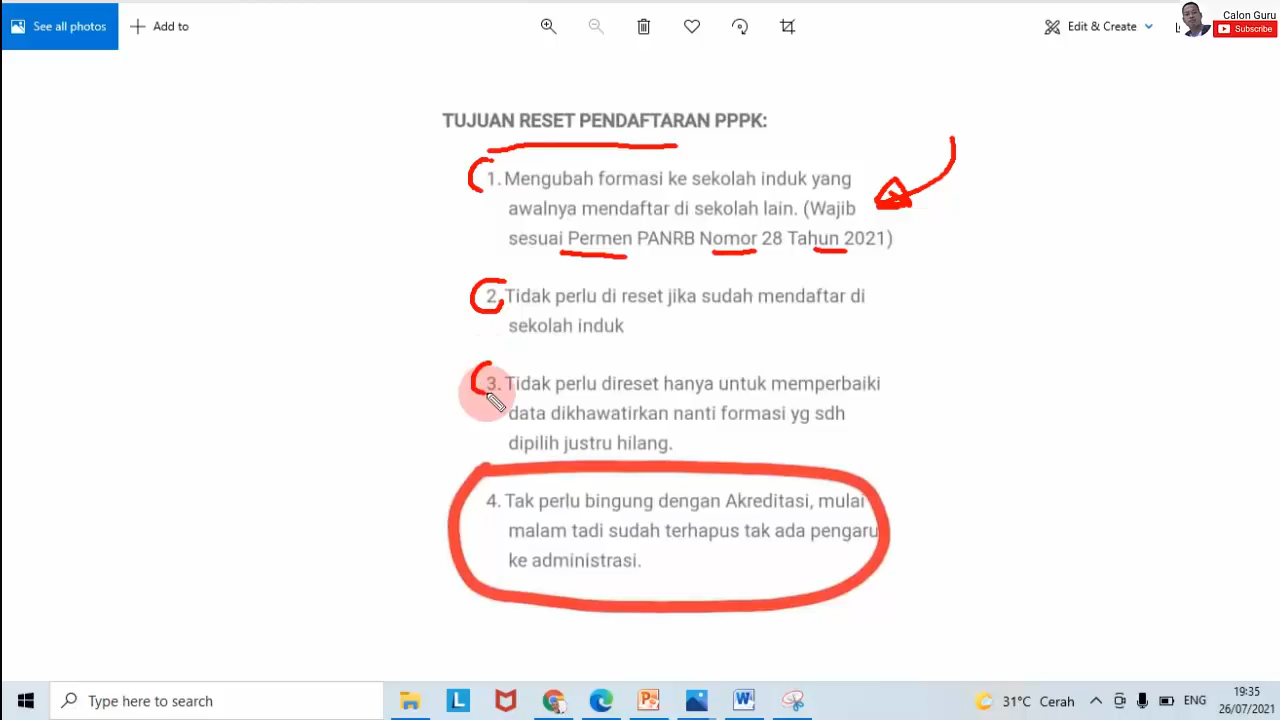 See all photos
Add to
Edit & Create
Calon Guru
Subscribe
TUJUAN RESET PENDAFTARAN PPPK:
1. Mengubah formasi ke sekolah induk yang
awalnya mendaftar di sekolah lain. (Wajib
sesuai Permen PANRB Nomor 28 Tahun 2021)
2. Tidak perlu di reset jika sudah mendaftar di
sekolah induk
3. Tidak perlu direset hanya untuk memperbaiki
data dikhawatirkan nanti formasi yg sdh
dipilih justru hilang.
4. Tak perlu bingung dengan Akreditasi, mulai
malam tadi sudah terhapus tak ada pengaru
ke administrasi.
Type here to search
31°C Cerah
ENG
19:35
26/07/2021